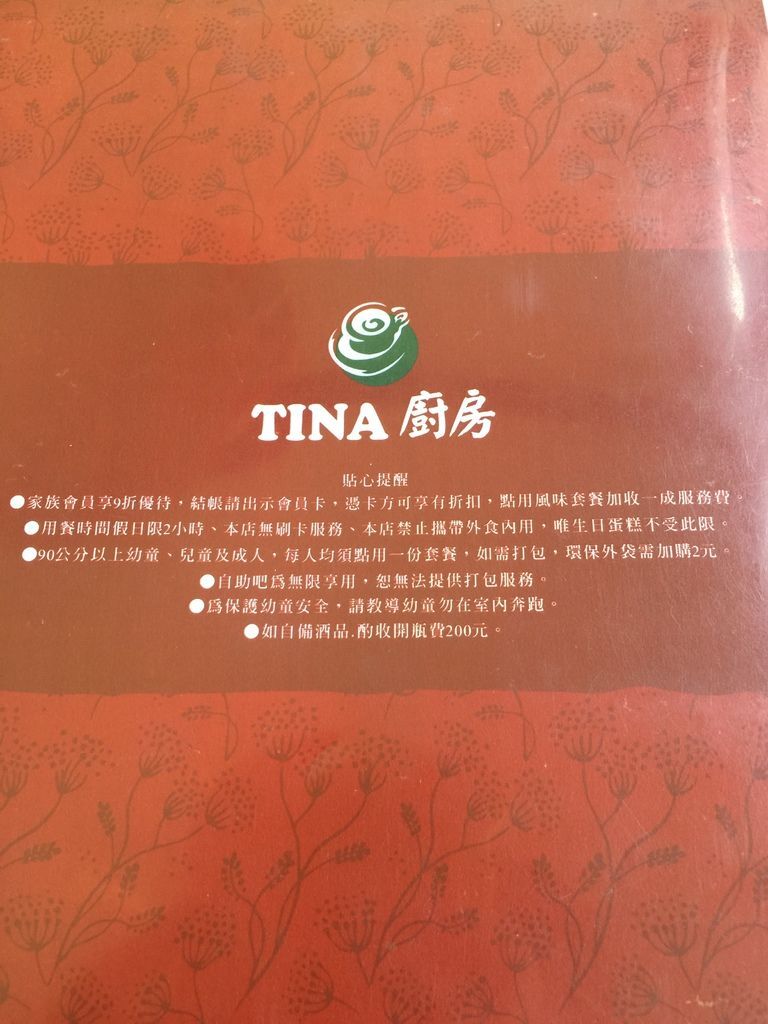 TINA 廚房
貼心提醒
●家族會員享9折優待，結帳請出示會員卡，憑卡方可享有折扣，點用風味套餐加收一成服務費。
●用餐時間假日限2小時、本店無刷卡服務、本店禁止攜帶外食內用，唯生日蛋糕不受此限。
●90公分以上幼童、兒童及成人，每人均須點用一份套餐，如需打包，環保外袋需加購2元。
●自助吧爲無限享用，恕無法提供打包服務。
●爲保護幼童安全，請教導幼童勿在室內奔跑。
●如自備酒品.酌收開瓶費200元。